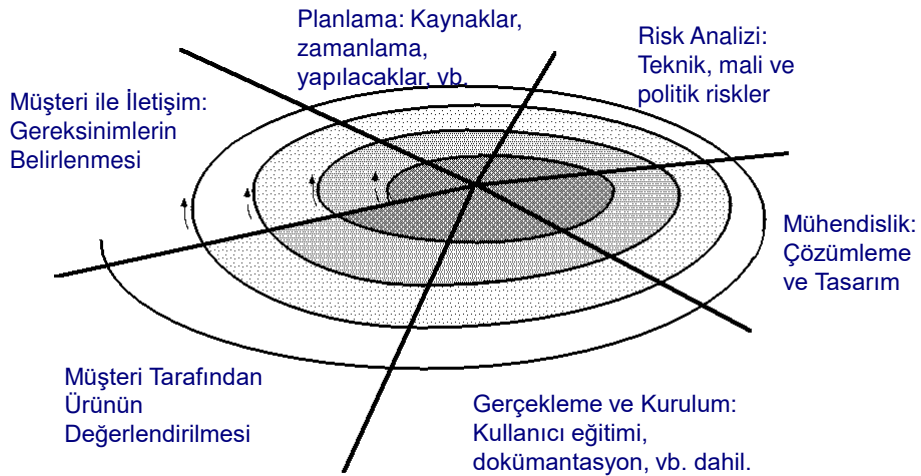 Planlama: Kaynaklar,
zamanlama,
yapılacaklar, vb.
Risk Analizi:
Teknik, mali ve
politik riskler
Müşteri ile İletişim:
Gereksinimlerin
Belirlenmesi
Mühendislik:
Çözümleme
ve Tasarım
Müşteri Tarafından
Ürünün
Değerlendirilmesi
Gerçekleme ve Kurulum:
Kullanıcı eğitimi,
dokümantasyon, vb. dahil.